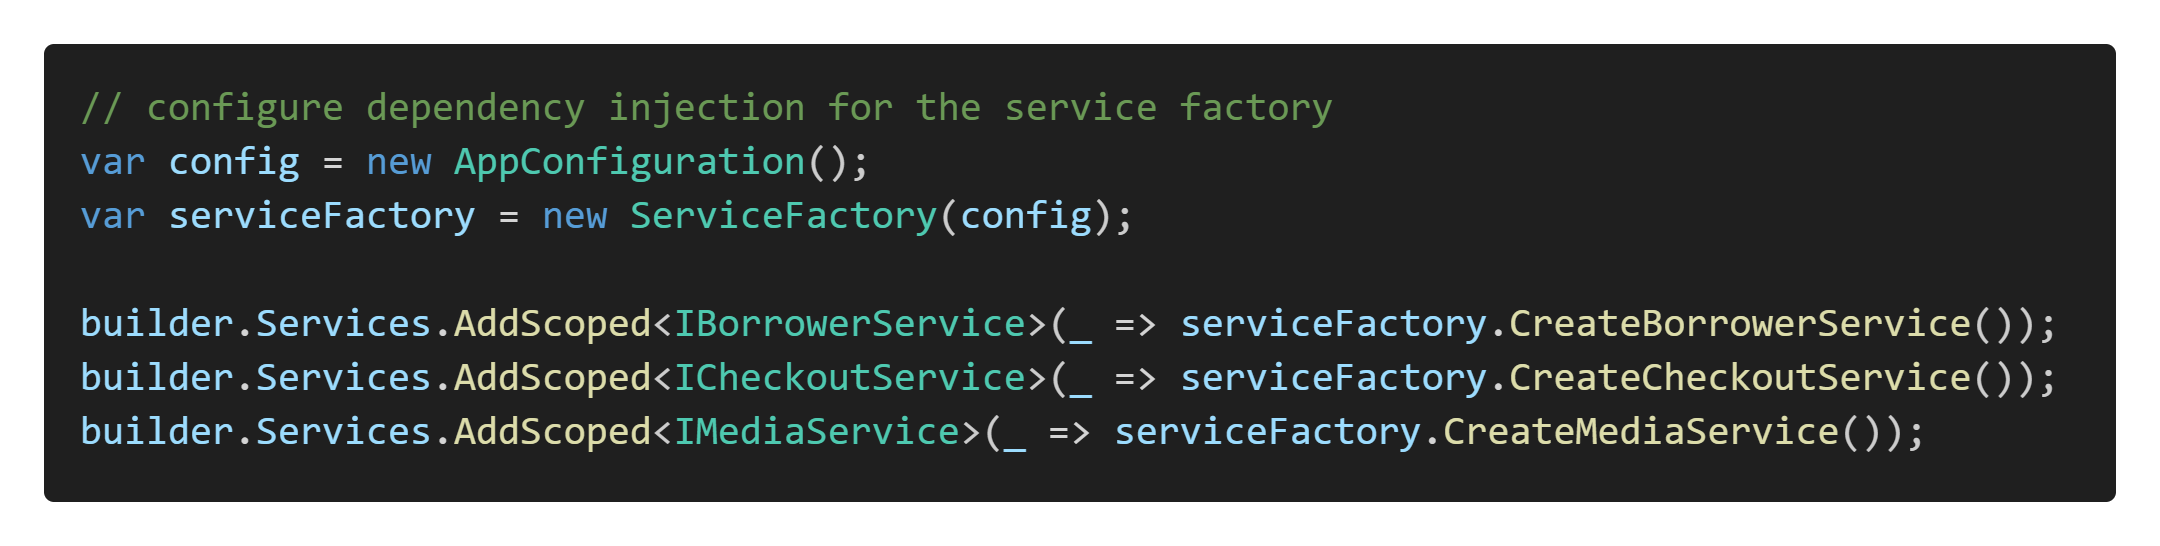 // configure dependency injection for the service factory
var config = new AppConfiguration();
var serviceFactory = new ServiceFactory(config);
builder.Services.AddScoped<IBorrowerService>(_ => serviceFactory.CreateBorrowerService());
builder.Services.AddScoped<ICheckoutService>(_ => serviceFactory.CreateCheckoutService());
builder.Services.AddScoped<IMediaService>(_ => serviceFactory.CreateMediaService());